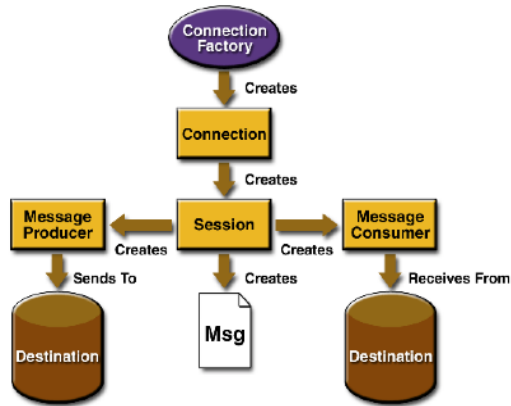 Connection
Factory
Creates
Connection
Creates
Message
Producer
Creates
Session
Creates
Message
Consumer
Sends To
Creates
Receives From
Destination
Msg
Destination